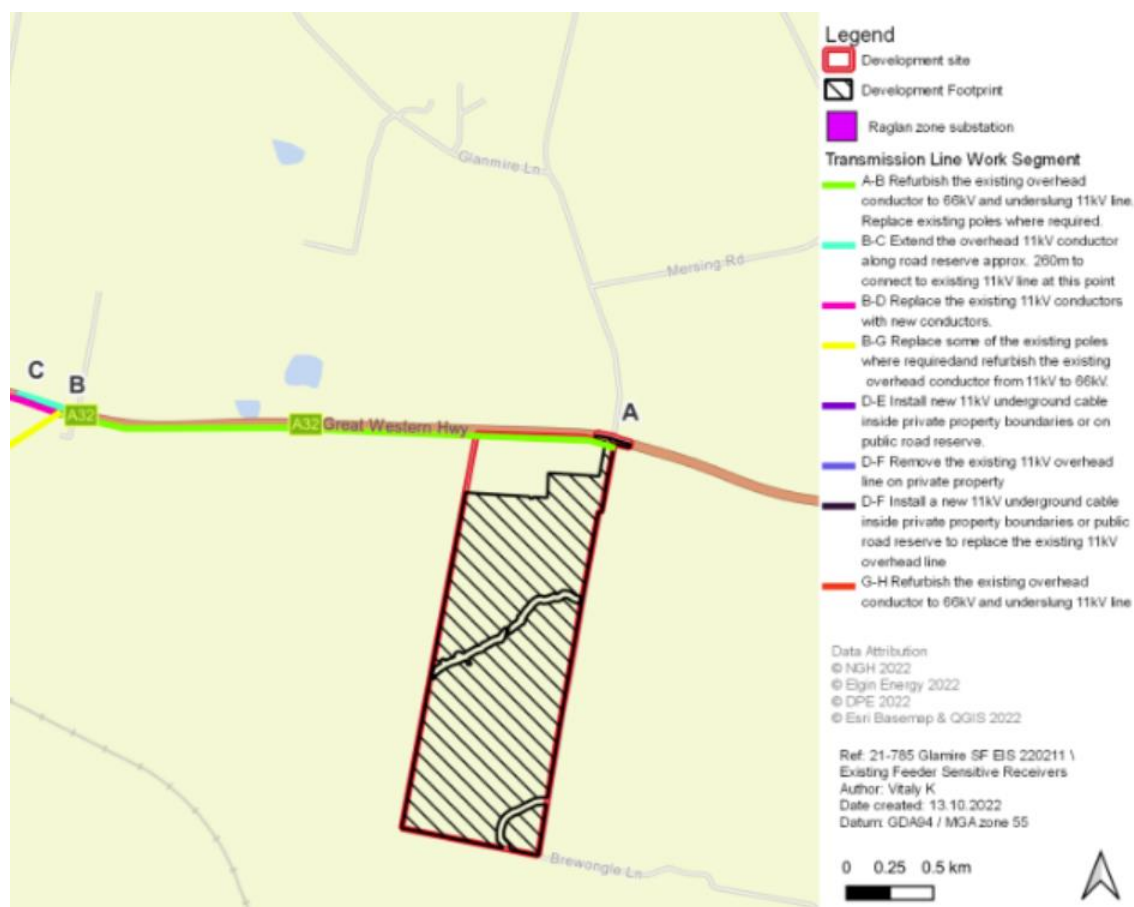 Glanmire Ln
Mersing Rd
C
B
A32
A32
Great Western Hwy
A
Brewongle Ln
Legend
Development site
Development Footprint
Raglan zone substation
Transmission Line Work Segment
A-B Refurbish the existing overhead
conductor to 66kV and underslung 11kV line.
Replace existing poles where required.
B-C Extend the overhead 11kV conductor
along road reserve approx. 260m to
connect to existing 11kV line at this point
B-D Replace the existing 11kV conductors
with new conductors.
B-G Replace some of the existing poles
where requiredand refurbish the existing
overhead conductor from 11kV to 66kV.
D-E Install new 11kV underground cable
inside private property boundaries or on
public road reserve.
D-F Remove the existing 11kV overhead
line on private property
D-F Install a new 11kV underground cable
inside private property boundaries or public
road reserve to replace the existing 11kV
overhead line
G-H Refurbish the existing overhead
conductor to 66kV and underslung 11kV line
Data Attribution
© NGH 2022
© Elgin Energy 2022
© DPE 2022
© Esri Basemap & QGIS 2022
Ref: 21-785 Glamire SF EIS 220211 \
Existing Feeder Sensitive Receivers
Author: Vitaly K
Date created: 13.10.2022
Datum: GDA94 / MGA zone 55
0 0.25 0.5 km